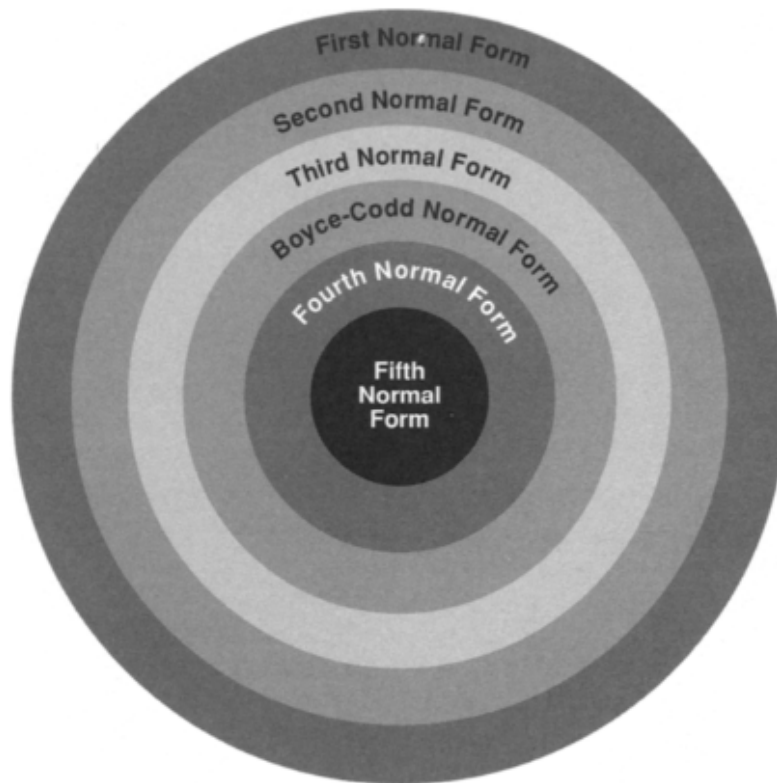 First Normal Form
Second Normal Form
Third Normal Form
Boyce-Codd Normal Form
Fourth Normal Form
Fifth
Normal
Form